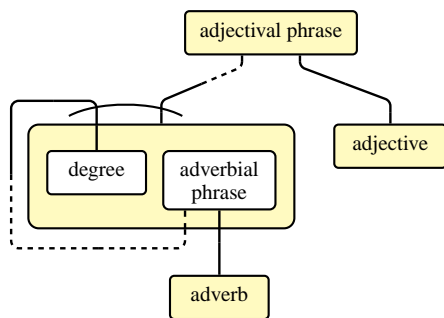 adjectival phrase
adjective
degree
adverbial
phrase
adverb